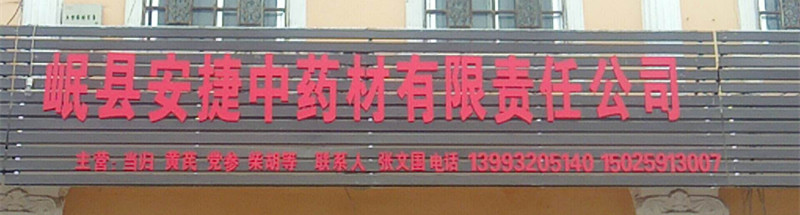 岷县安捷中药材有限责任公司
主营：当归 黄芪 党参 柴胡等 联系人 张文国 电话 13993205140 15025913007